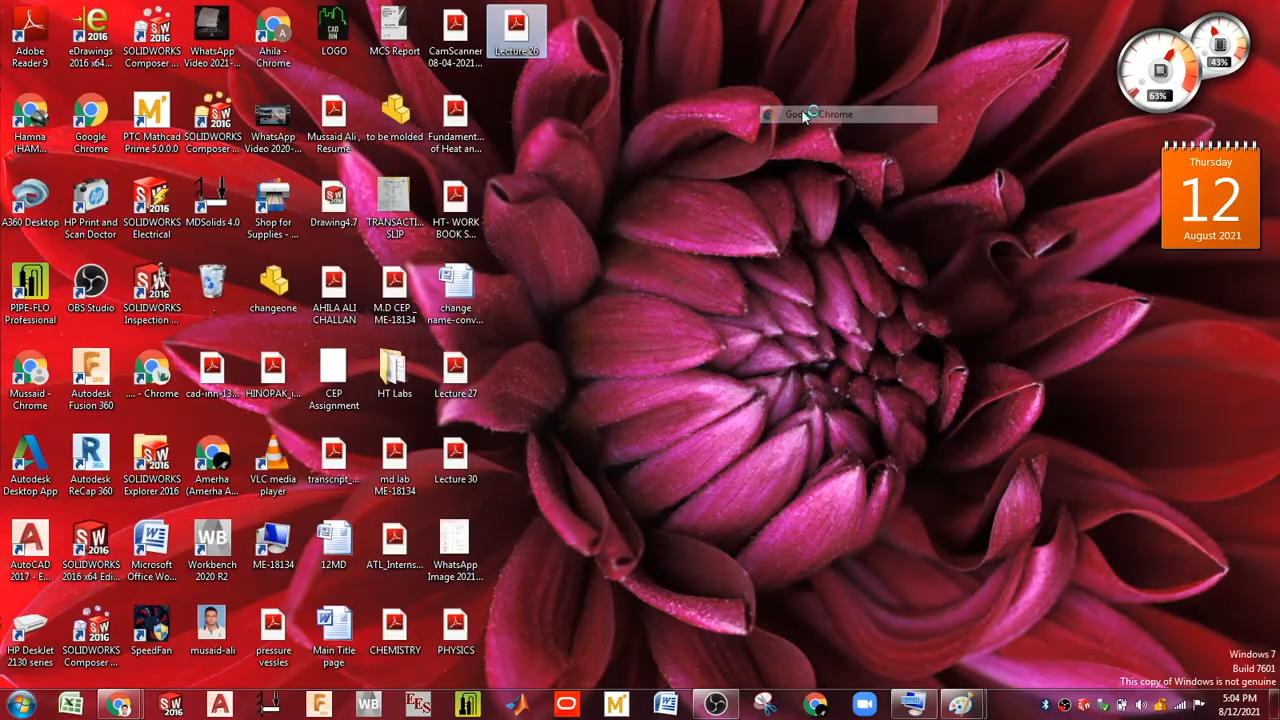 Adobe Reader 9
eDrawings 2016 x64...
SOLIDWORKS Composer ...
WhatsApp Video 2021-...
Ahila - Chrome
LOGO
MCS Report
CamScanner 08-04-2021...
Lecture 26
Hamna (HAM...
Google Chrome
PTC Mathcad Prime 5.0.0.0
SOLIDWORKS Composer ...
WhatsApp Video 2020-...
Mussaid Ali , Resume
to be molded
Fundament... of Heat an...
A360 Desktop
HP Print and Scan Doctor
SOLIDWORKS Electrical
MDSolids 4.0
Shop for Supplies - ...
Drawing4.7
TRANSACTI... SLIP
HT- WORK BOOK S...
PIPE-FLO Professional
OBS Studio
SOLIDWORKS Inspection ...
.
changeone
AHILA ALI CHALLAN
M.D CEP _ ME-18134
change name-conv...
Mussaid - Chrome
Autodesk Fusion 360
.... - Chrome
cad-inn-13...
HINOPAK_i...
CEP Assignment
HT Labs
Lecture 27
Autodesk Desktop App
Autodesk ReCap 360
SOLIDWORKS Explorer 2016
Amerha (Amerha A...
VLC media player
transcript_...
md lab ME-18134
Lecture 30
AutoCAD 2017 - E...
SOLIDWORKS 2016 x64 Edi...
Microsoft Office Wo...
Workbench 2020 R2
ME-18134
12MD
ATL_Interns...
WhatsApp Image 2021...
HP DeskJet 2130 series
SOLIDWORKS Composer ...
SpeedFan
musaid-ali
pressure vessles
Main Title page
CHEMISTRY
PHYSICS
Google Chrome
43%
63%
Thursday
12
August 2021
Windows 7
Build 7601
This copy of Windows is not genuine
5:04 PM
8/12/2021